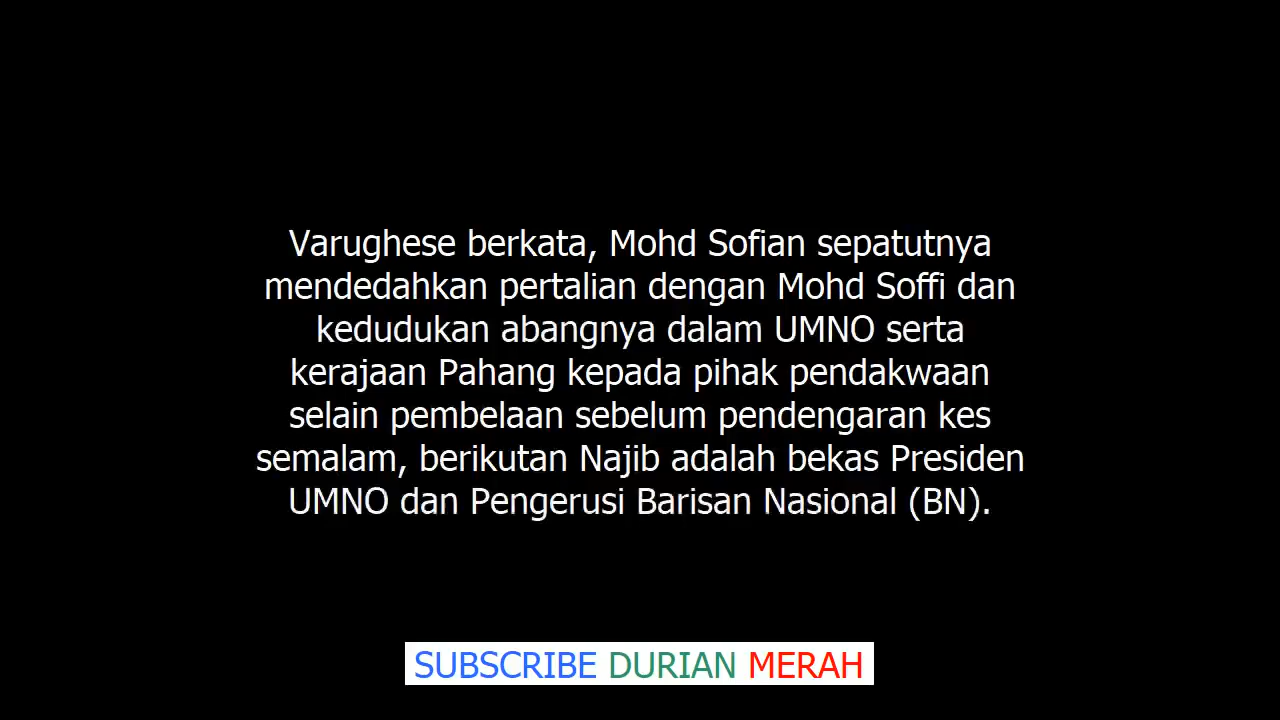 Varughese berkata, Mohd Sofian sepatutnya
mendedahkan pertalian dengan Mohd Soffi dan
kedudukan abangnya dalam UMNO serta
kerajaan Pahang kepada pihak pendakwaan
selain pembelaan sebelum pendengaran kes
semalam, berikutan Najib adalah bekas Presiden
UMNO dan Pengerusi Barisan Nasional (BN).
SUBSCRIBE DURIAN MERAH